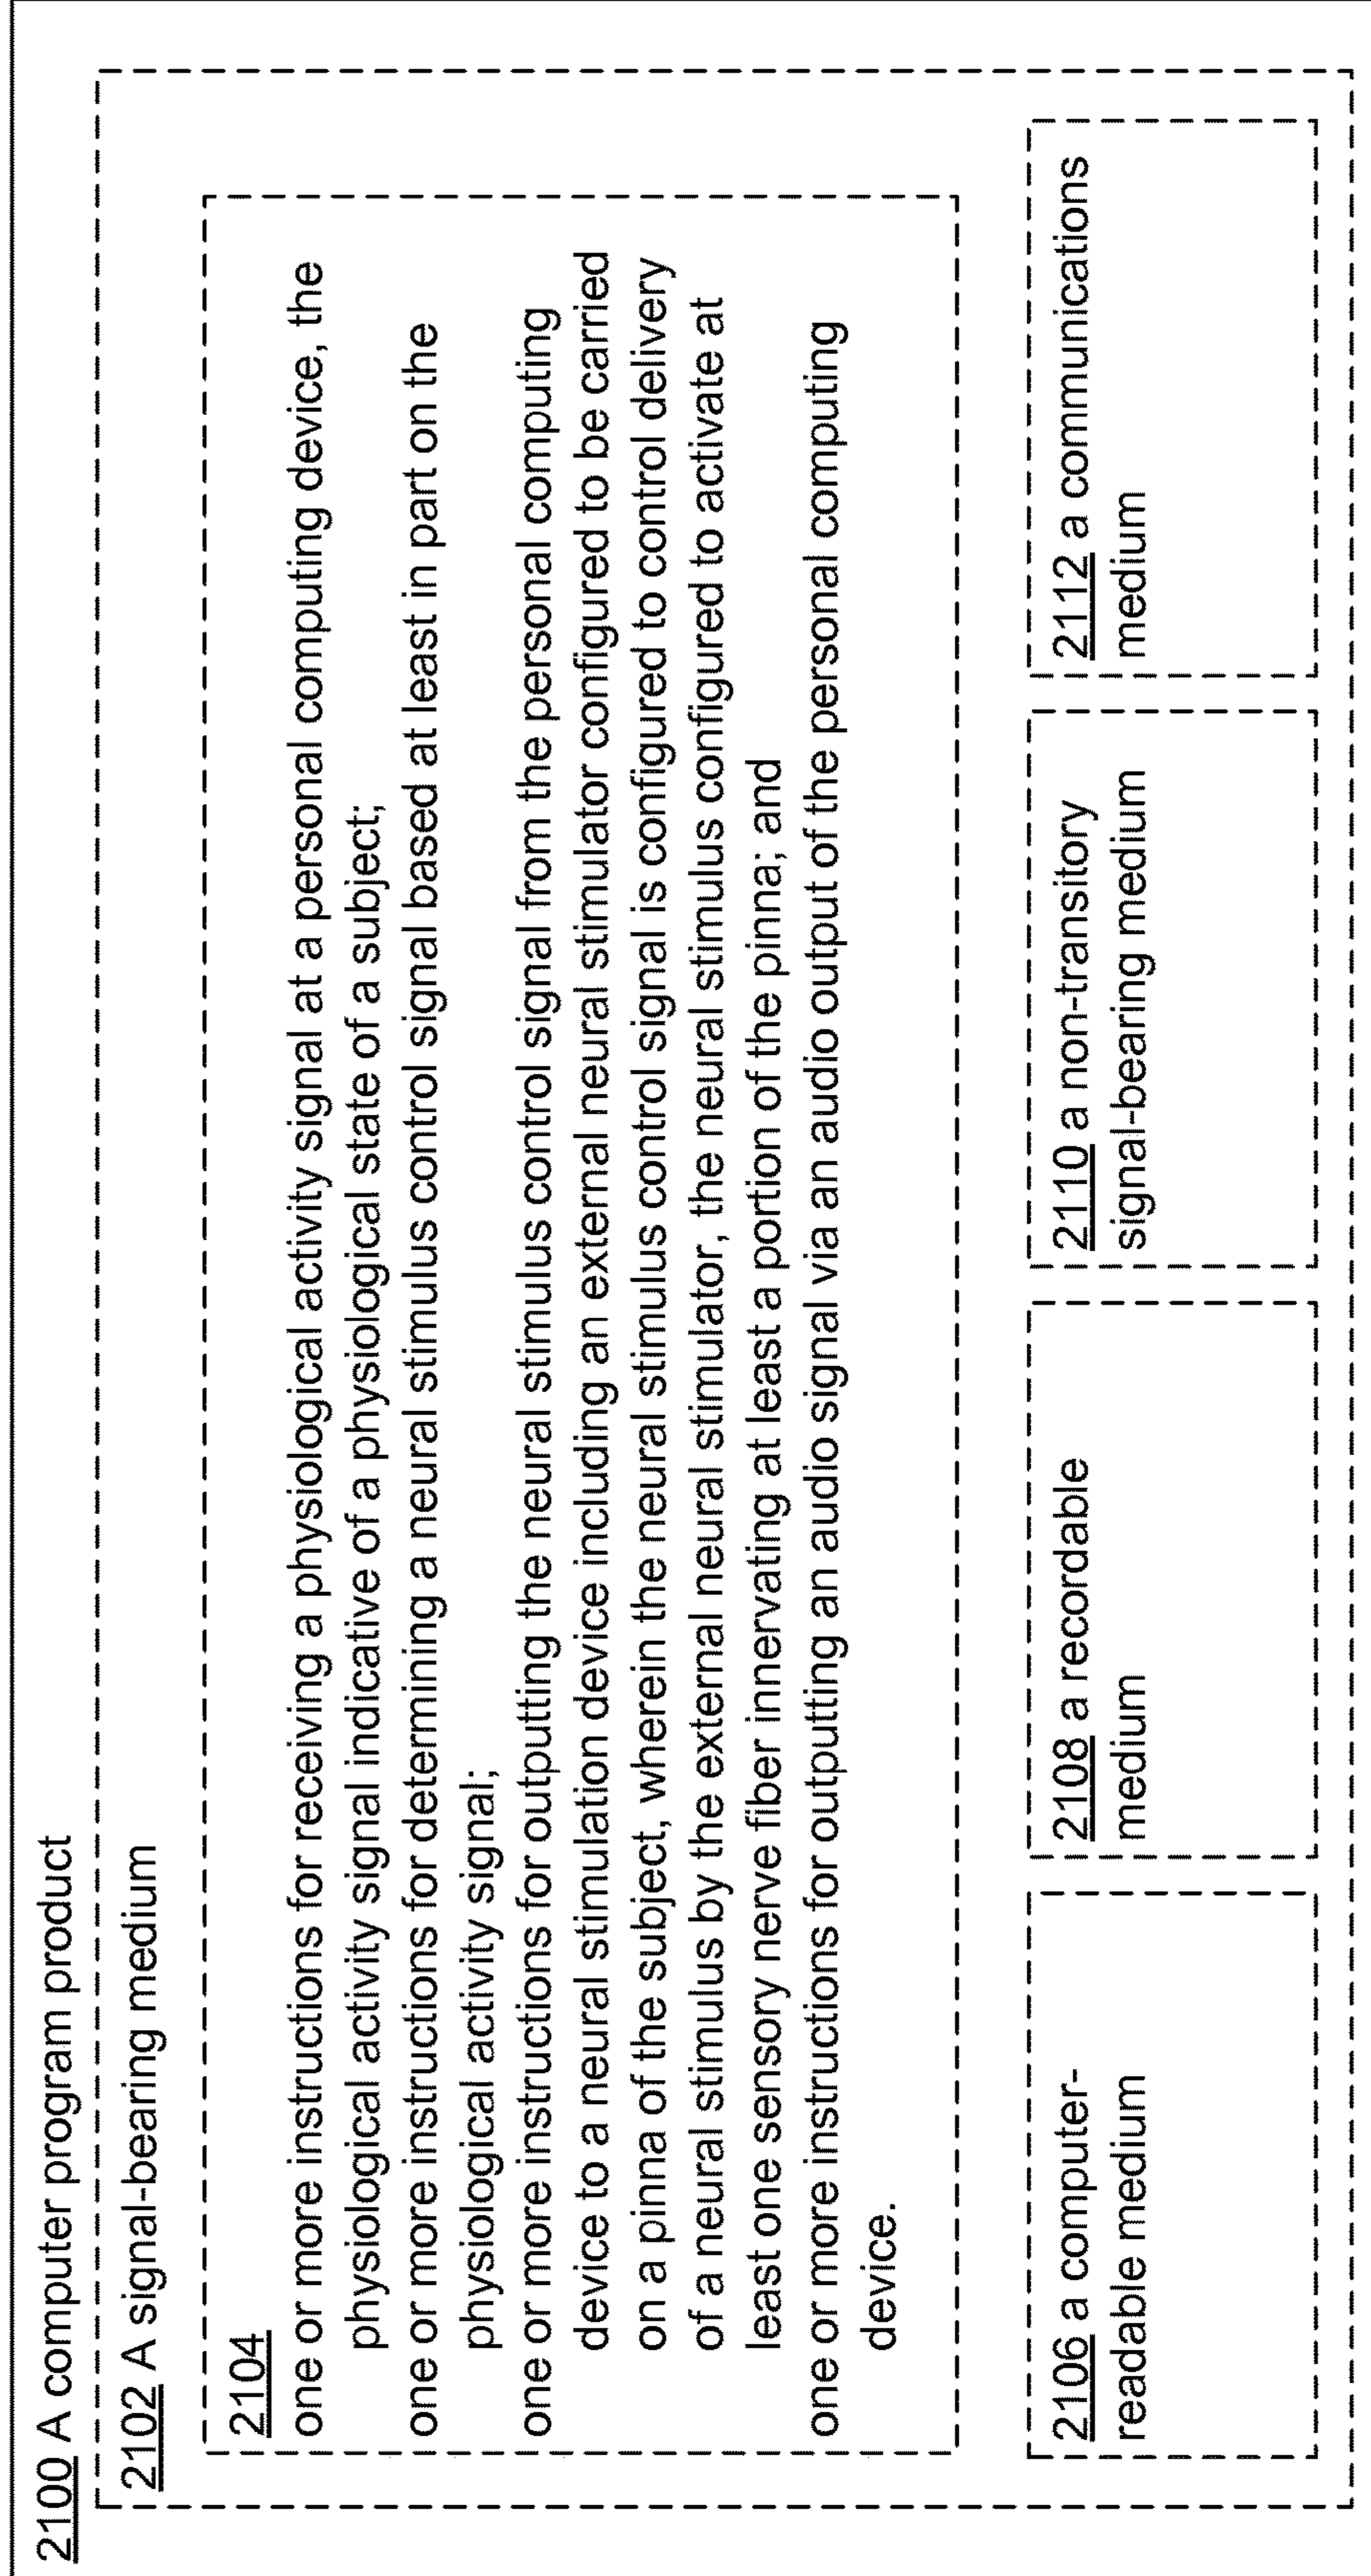 2100 A computer program product
2102 A signal-bearing medium
2104
one or more instructions for receiving a physiological activity signal at a personal computing device, the
physiological activity signal indicative of a physiological state of a subject;
one or more instructions for determining a neural stimulus control signal based at least in part on the
physiological activity signal;
one or more instructions for outputting the neural stimulus control signal from the personal computing
device to a neural stimulation device including an external neural stimulator configured to be carried
on a pinna of the subject, wherein the neural stimulus control signal is configured to control delivery
of a neural stimulus by the external neural stimulator, the neural stimulus configured to activate at
least one sensory nerve fiber innervating at least a portion of the pinna; and
one or more instructions for outputting an audio signal via an audio output of the personal computing
device.
2106 a computer-
readable medium
2108 a recordable
medium
2110 a non-transitory
signal-bearing medium
2112 a communications
medium